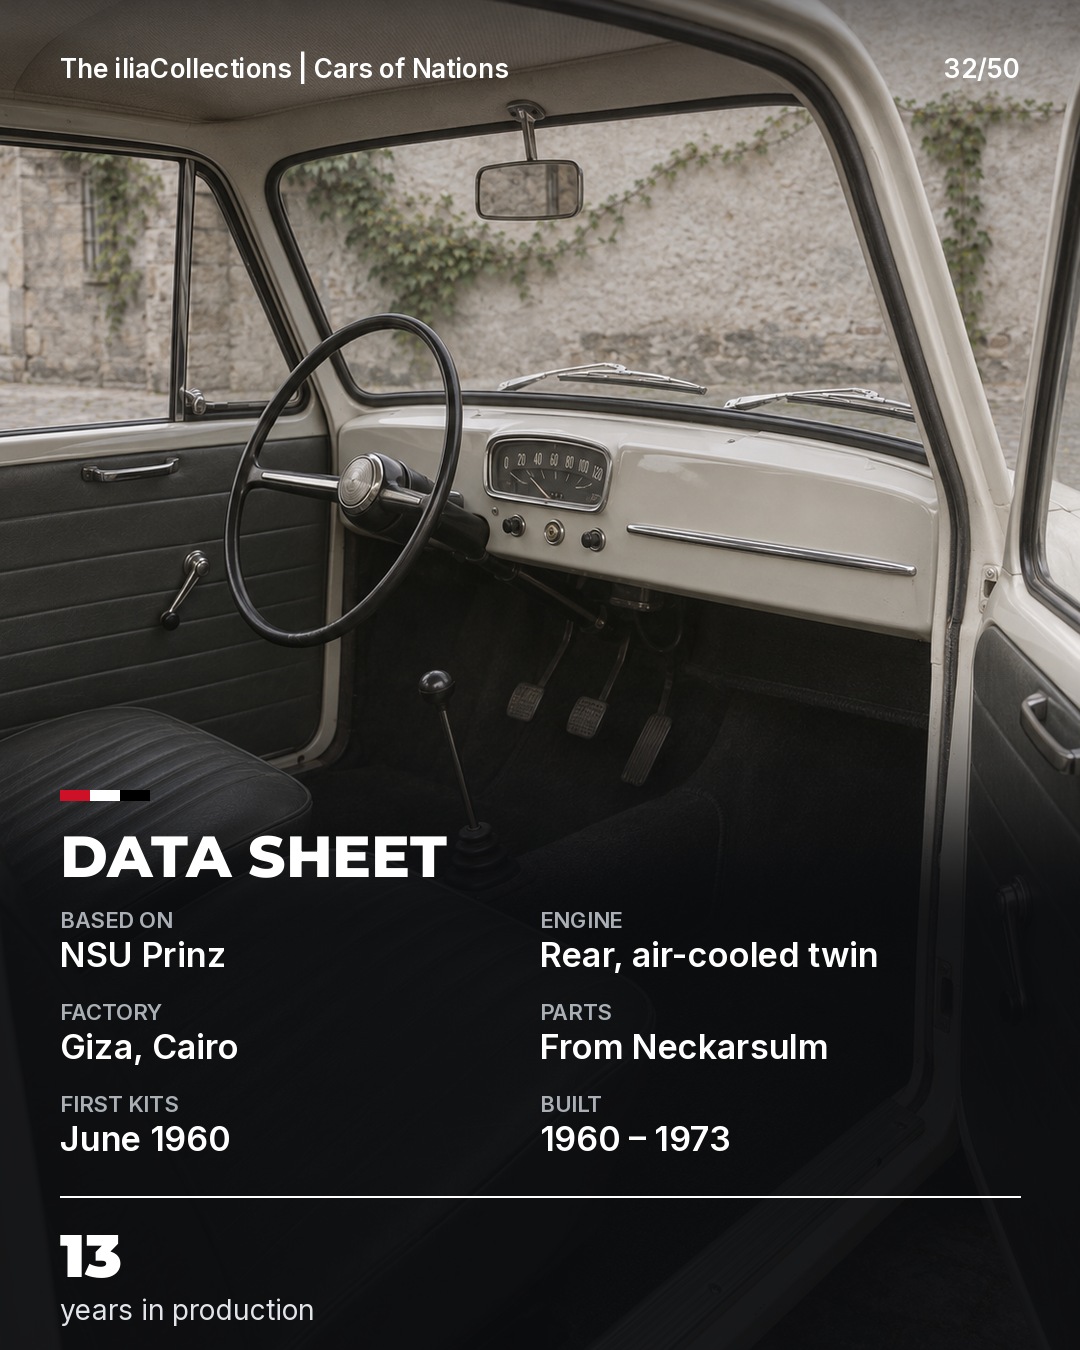 The iliaCollections | Cars of Nations
32/50
0 20 40 60 80 100 120
DATA SHEET
BASED ON
NSU Prinz
ENGINE
Rear, air-cooled twin
FACTORY
Giza, Cairo
PARTS
From Neckarsulm
FIRST KITS
June 1960
BUILT
1960 – 1973
13
years in production